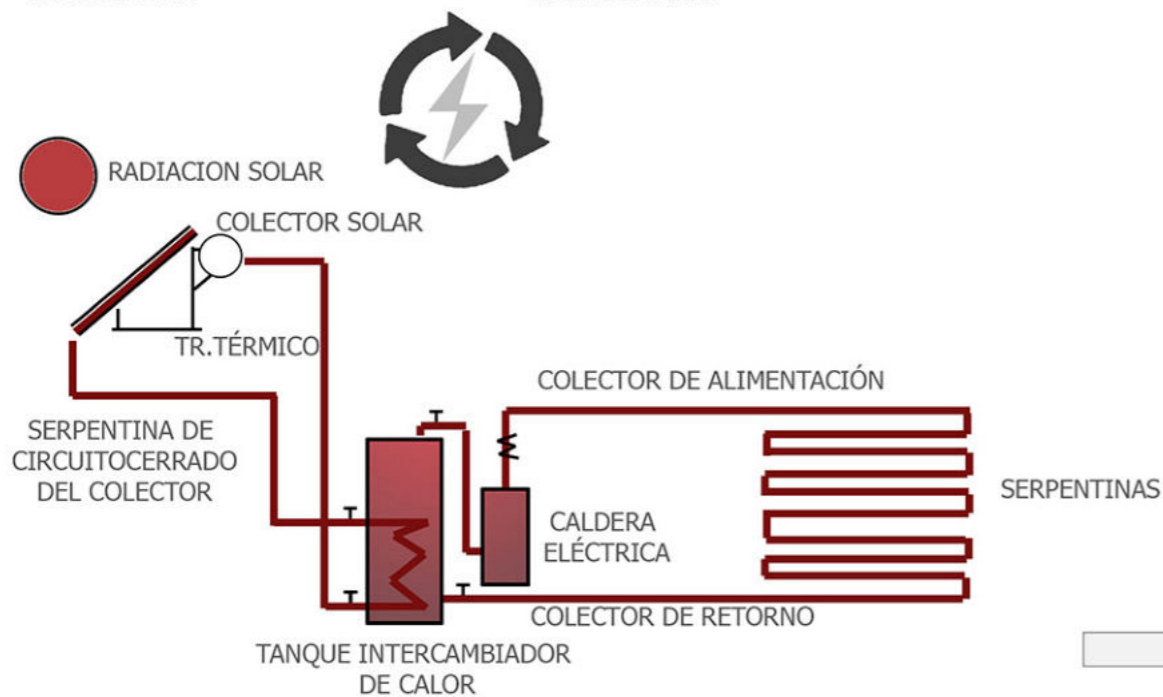 RADIACION SOLAR
COLECTOR SOLAR
TR.TÉRMICO
COLECTOR DE ALIMENTACIÓN
SERPENTINA DE
CIRCUITOCERRADO
DEL COLECTOR
SERPENTINAS
CALDERA
ELÉCTRICA
COLECTOR DE RETORNO
TANQUE INTERCAMBIADOR
DE CALOR